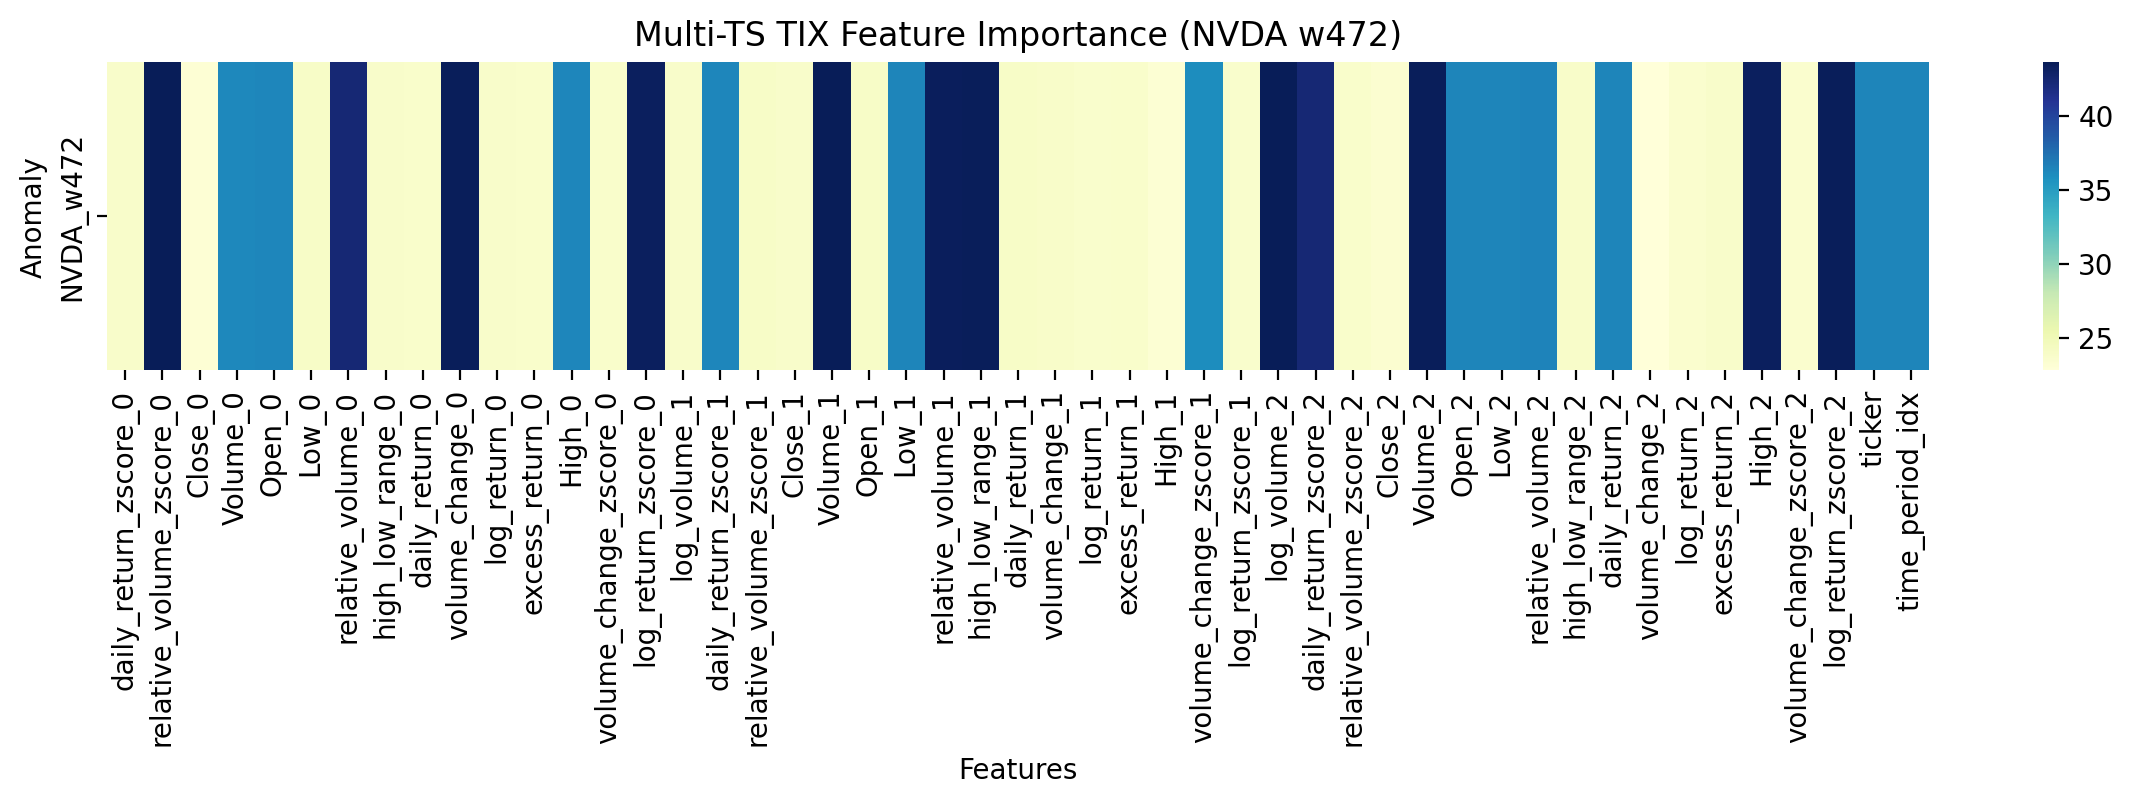 Multi-TS TIX Feature Importance (NVDA w472)
Anomaly
NVDA_w472
40
35
30
25
daily_return_zscore_0
relative_volume_zscore_0
Close_0
Volume_0
Open_0
Low_0
relative_volume_0
high_low_range_0
daily_return_0
volume_change_0
log_return_0
excess_return_0
High_0
volume_change_zscore_0
log_return_zscore_0
log_volume_1
daily_return_zscore_1
relative_volume_zscore_1
Close_1
Volume_1
Open_1
Low_1
relative_volume_1
high_low_range_1
daily_return_1
volume_change_1
log_return_1
excess_return_1
High_1
volume_change_zscore_1
log_return_zscore_1
log_volume_2
daily_return_zscore_2
relative_volume_zscore_2
Close_2
Volume_2
Open_2
Low_2
relative_volume_2
high_low_range_2
daily_return_2
volume_change_2
log_return_2
excess_return_2
High_2
volume_change_zscore_2
log_return_zscore_2
ticker
time_period_idx
Features